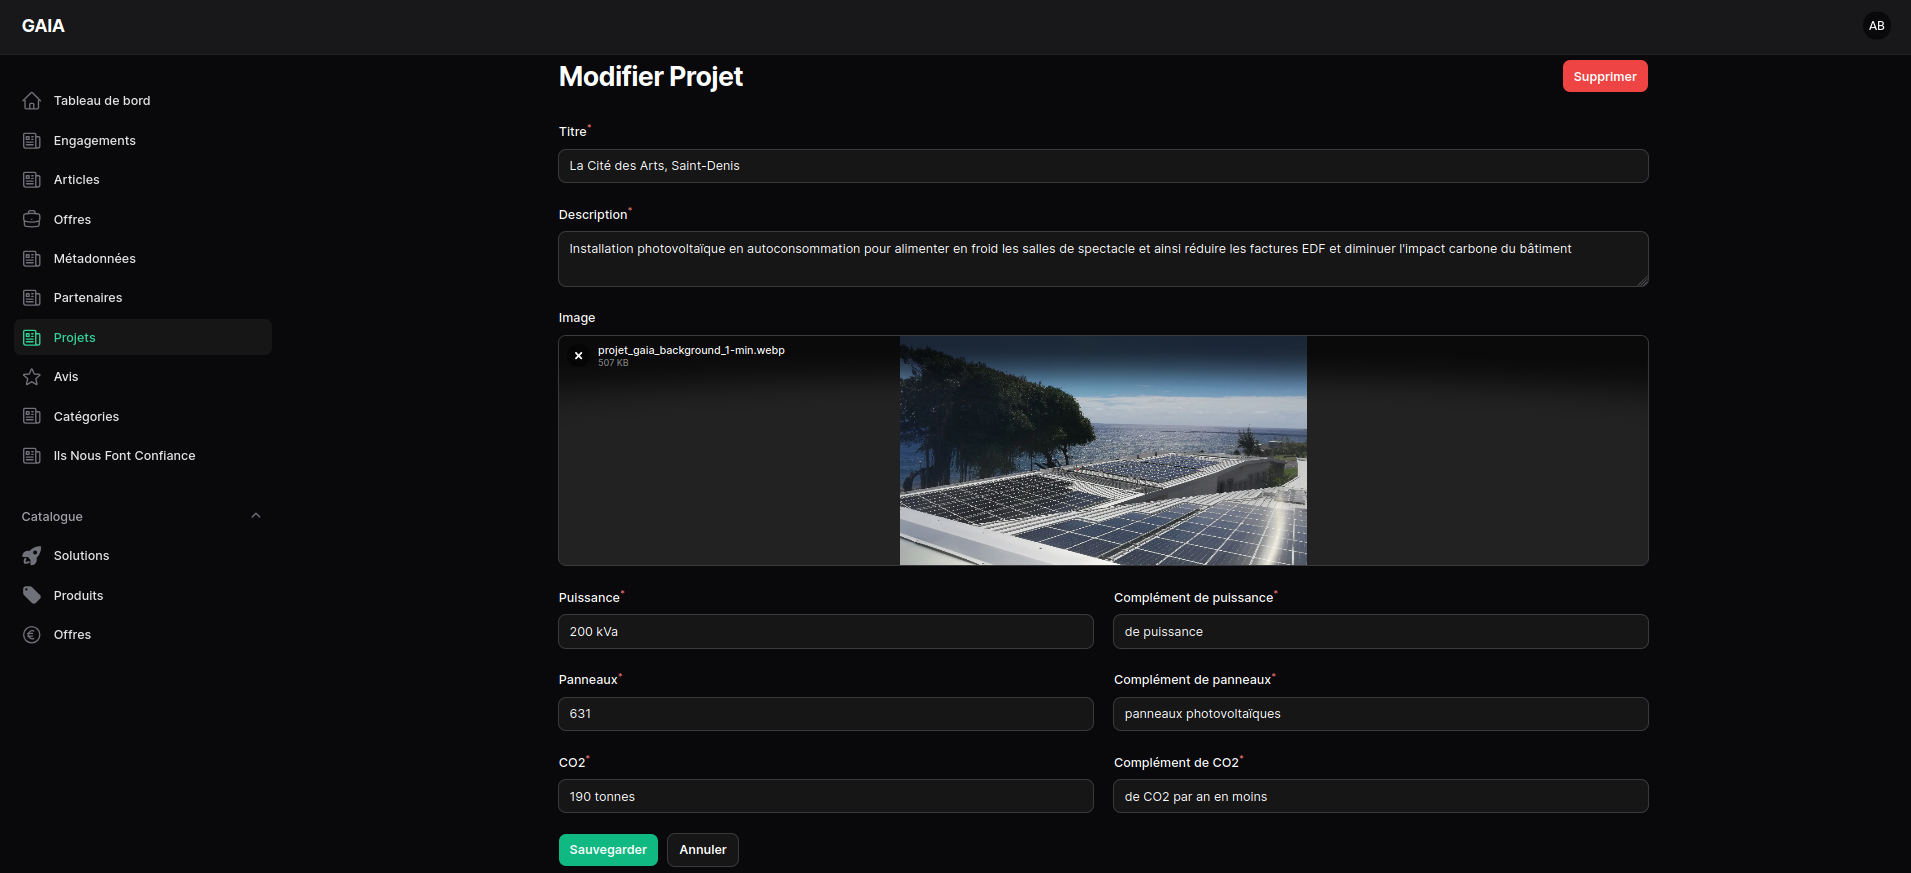 GAIA
AB
Tableau de bord
Engagements
Articles
Offres
Métadonnées
Partenaires
Projets
Avis
Catégories
Ils Nous Font Confiance
Catalogue
Solutions
Produits
Offres
Modifier Projet
Supprimer
Titre*
La Cité des Arts, Saint-Denis
Description*
Installation photovoltaïque en autoconsommation pour alimenter en froid les salles de spectacle et ainsi réduire les factures EDF et diminuer l'impact carbone du bâtiment
Image
projet_gaia_background_1-min.webp
507 KB
Puissance*
Complément de puissance*
200 kVa
de puissance
Panneaux*
Complément de panneaux*
631
panneaux photovoltaïques
CO2*
Complément de CO2*
190 tonnes
de CO2 par an en moins
Sauvegarder
Annuler